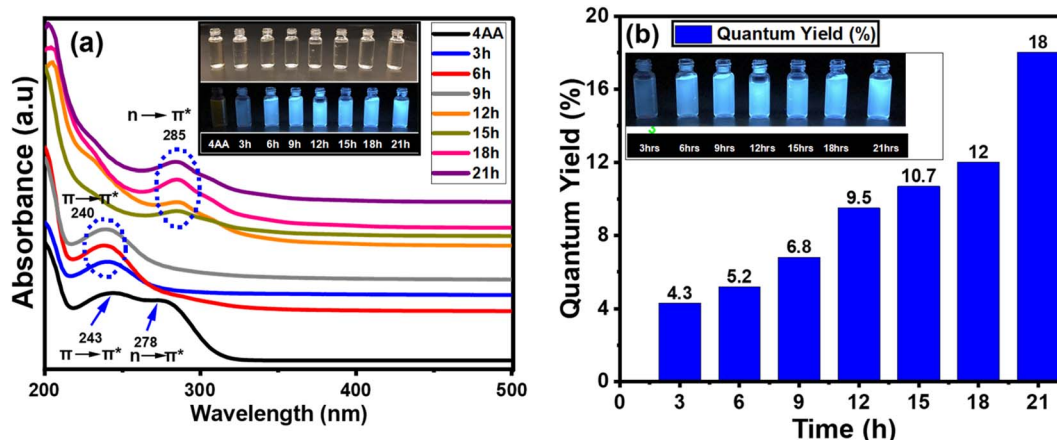 (a)
4AA
3h
6h
9h
12h
15h
18h
21h
4AA 3h 6h 9h 12h 15h 18h 21h
n → π*
285
π → π*
240
243
π → π*
278
n → π*
Absorbance (a.u)
200 300 400 500
Wavelength (nm)
(b)
Quantum Yield (%)
3hrs 6hrs 9hrs 12hrs 15hrs 18hrs 21hrs
4.3
5.2
6.8
9.5
10.7
12
18
Quantum Yield (%)
20
16
12
8
4
0
0 3 6 9 12 15 18 21
Time (h)